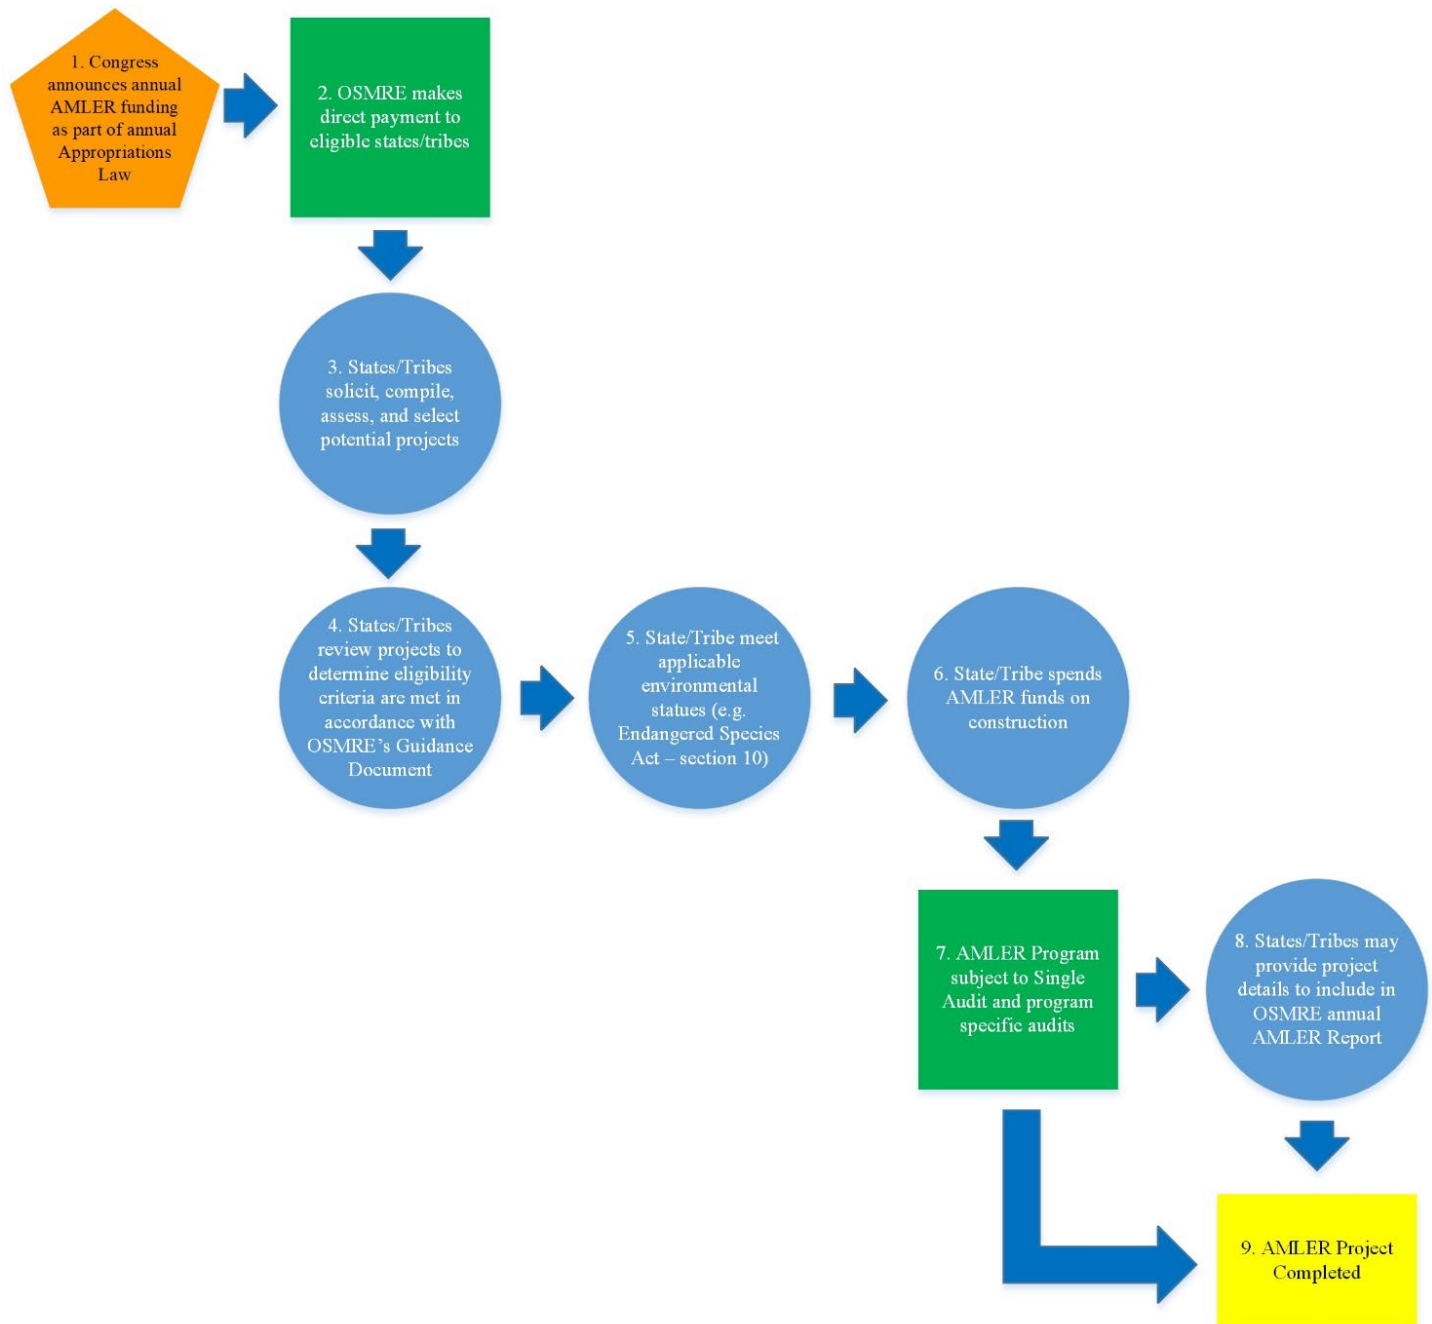 1. Congress
announces annual
AMLER funding
as part of annual
Appropriations
Law
2. OSMRE makes
direct payment to
eligible states/tribes
3. States/Tribes
solicit, compile,
assess, and select
potential projects
4. States/Tribes
review projects to
determine eligibility
criteria are met in
accordance with
OSMRE’s Guidance
Document
5. State/Tribe meet
applicable
environmental
statues (e.g.
Endangered Species
Act – section 10)
6. State/Tribe spends
AMLER funds on
construction
7. AMLER Program
subject to Single
Audit and program
specific audits
8. States/Tribes may
provide project
details to include in
OSMRE annual
AMLER Report
9. AMLER Project
Completed